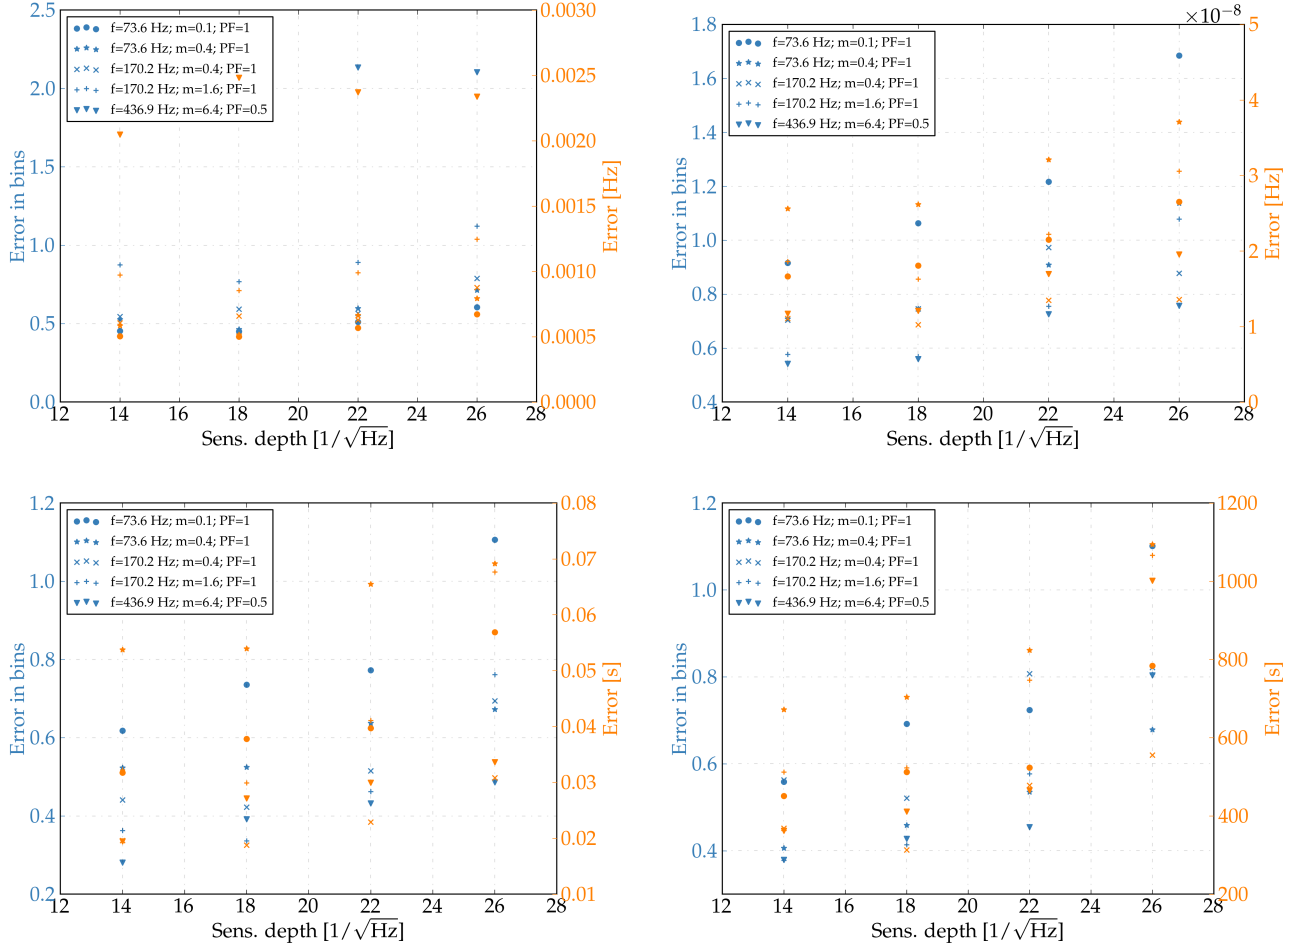 2.5
2.0
1.5
1.0
0.5
0.0
Error in bins
f=73.6 Hz; m=0.1; PF=1
f=73.6 Hz; m=0.4; PF=1
f=170.2 Hz; m=0.4; PF=1
f=170.2 Hz; m=1.6; PF=1
f=436.9 Hz; m=6.4; PF=0.5
0.0030
0.0025
0.0020
0.0015
0.0010
0.0005
0.0000
Error [Hz]
12 14 16 18 20 22 24 26 28
Sens. depth [1/√Hz]
1.8
1.6
1.4
1.2
1.0
0.8
0.6
0.4
Error in bins
f=73.6 Hz; m=0.1; PF=1
f=73.6 Hz; m=0.4; PF=1
f=170.2 Hz; m=0.4; PF=1
f=170.2 Hz; m=1.6; PF=1
f=436.9 Hz; m=6.4; PF=0.5
×10⁻⁸
5
4
3
2
1
0
Error [Hz]
12 14 16 18 20 22 24 26 28
Sens. depth [1/√Hz]
1.2
1.0
0.8
0.6
0.4
0.2
Error in bins
f=73.6 Hz; m=0.1; PF=1
f=73.6 Hz; m=0.4; PF=1
f=170.2 Hz; m=0.4; PF=1
f=170.2 Hz; m=1.6; PF=1
f=436.9 Hz; m=6.4; PF=0.5
0.08
0.07
0.06
0.05
0.04
0.03
0.02
0.01
Error [s]
12 14 16 18 20 22 24 26 28
Sens. depth [1/√Hz]
1.2
1.0
0.8
0.6
0.4
Error in bins
f=73.6 Hz; m=0.1; PF=1
f=73.6 Hz; m=0.4; PF=1
f=170.2 Hz; m=0.4; PF=1
f=170.2 Hz; m=1.6; PF=1
f=436.9 Hz; m=6.4; PF=0.5
1200
1000
800
600
400
200
Error [s]
12 14 16 18 20 22 24 26 28
Sens. depth [1/√Hz]